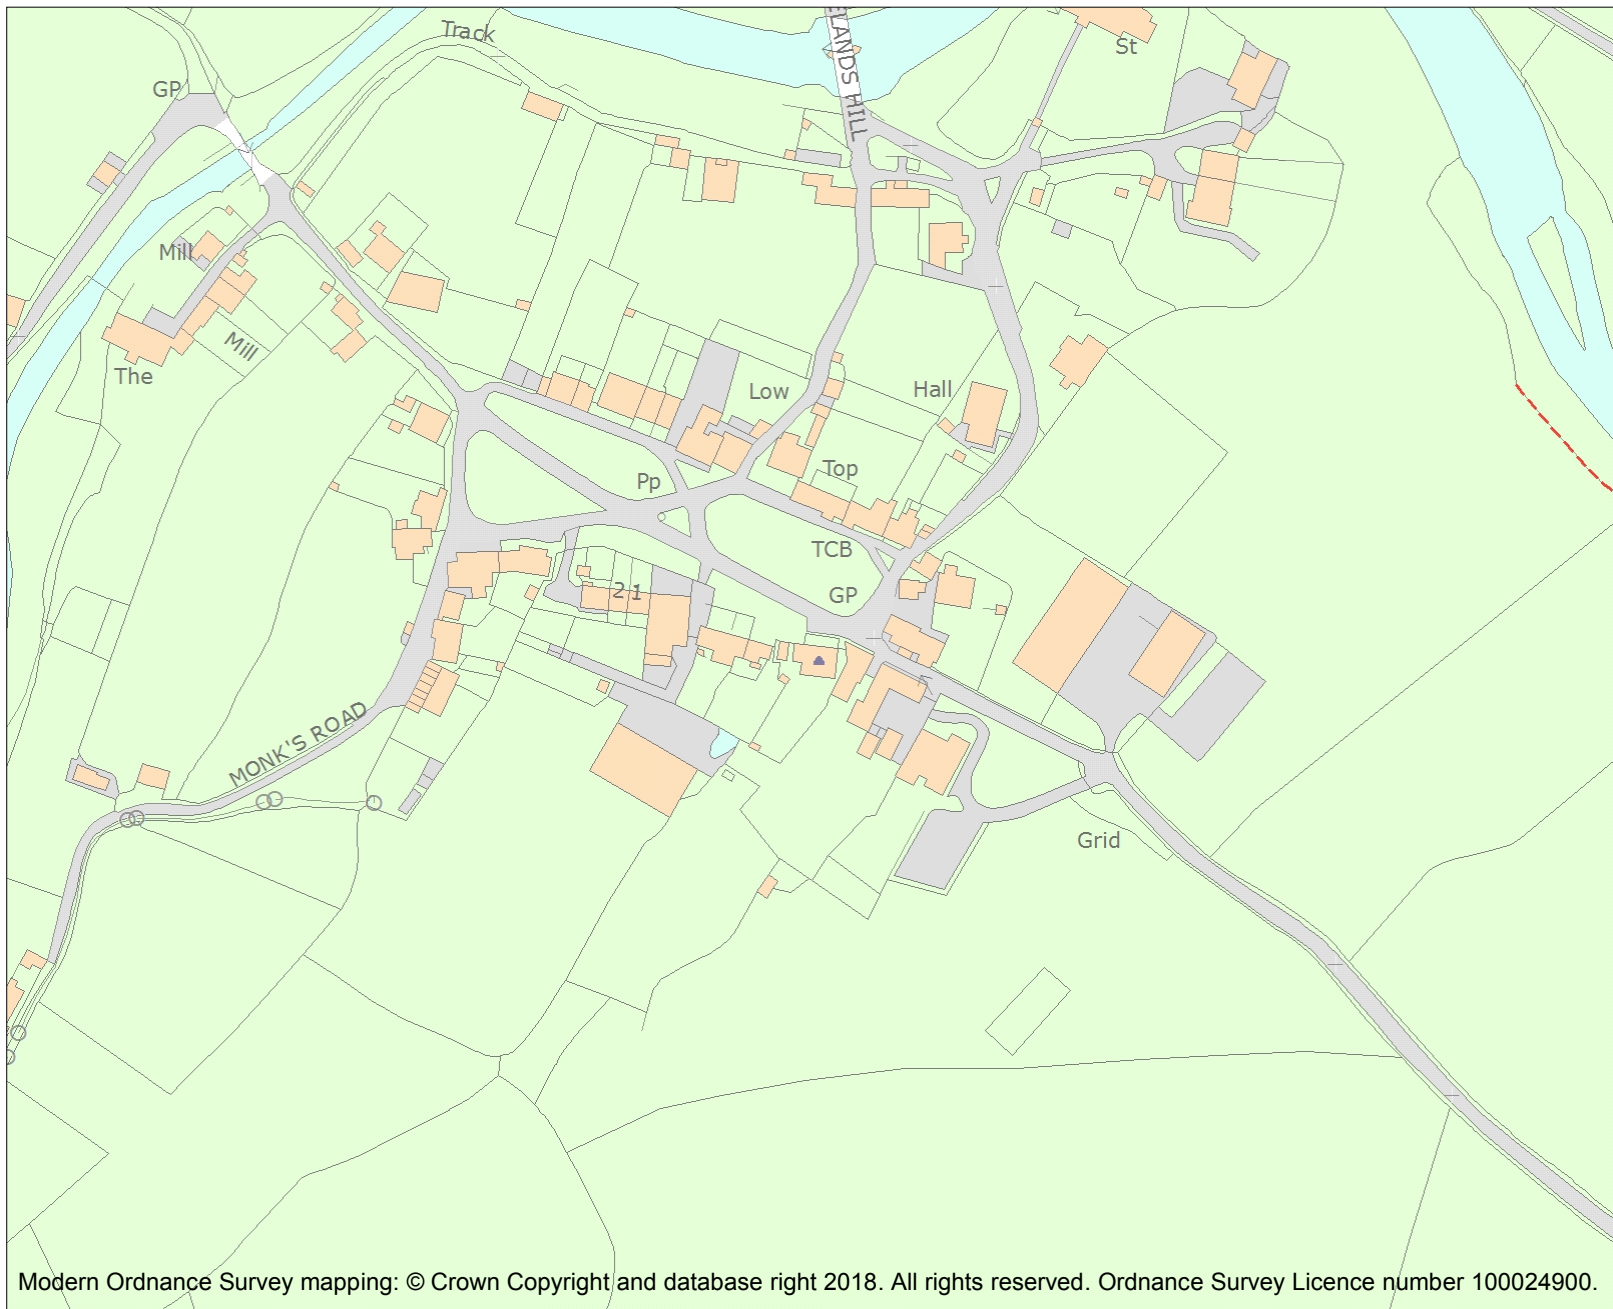 Track
ELANDS HILL
St
GP
Mill
Mill
The
Low
Hall
Pp
Top
TCB
2 1
GP
MONK'S ROAD
Grid
Modern Ordnance Survey mapping: © Crown Copyright and database right 2018. All rights reserved. Ordnance Survey Licence number 100024900.